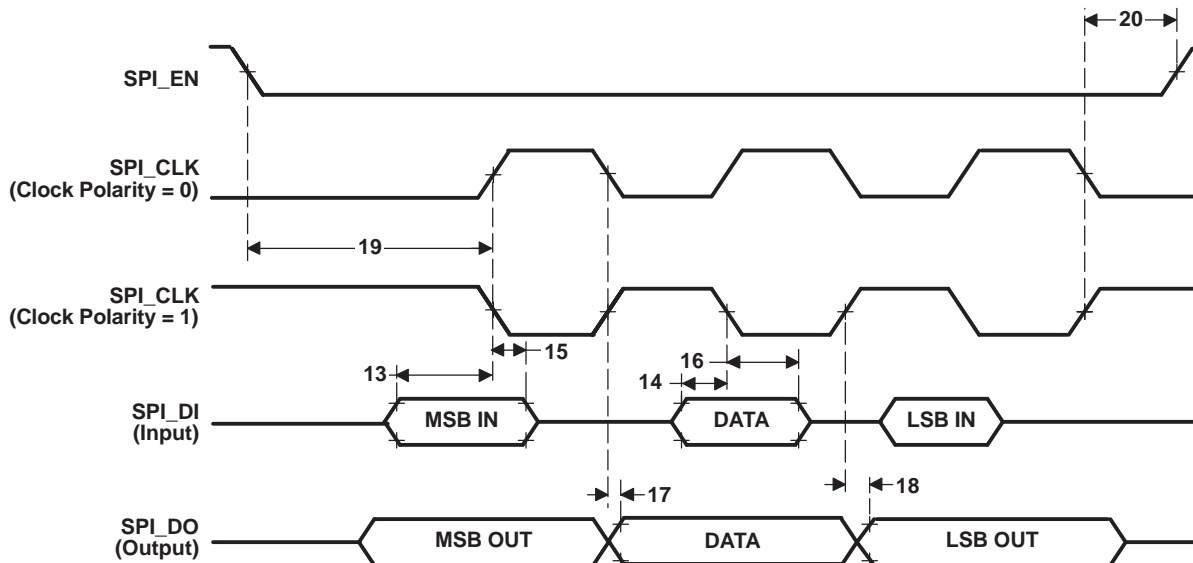 20
SPI_EN
SPI_CLK
(Clock Polarity = 0)
19
SPI_CLK
(Clock Polarity = 1)
15
16
13
14
SPI_DI
(Input)
MSB IN
DATA
LSB IN
17
18
SPI_DO
(Output)
MSB OUT
DATA
LSB OUT